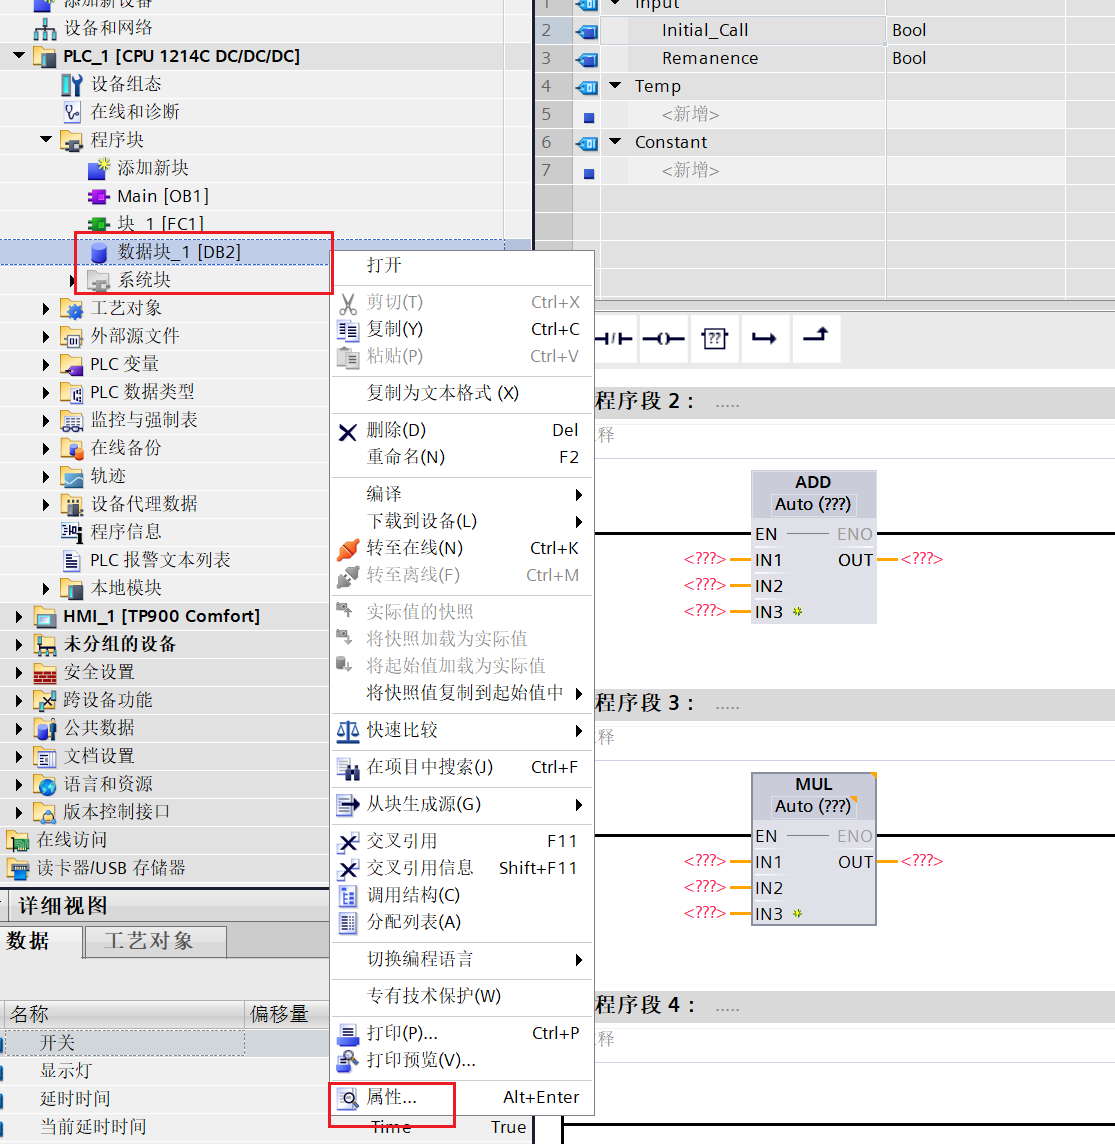 添加新设备
设备和网络
PLC_1 [CPU 1214C DC/DC/DC]
设备组态
在线和诊断
程序块
添加新块
Main [OB1]
块_1 [FC1]
数据块_1 [DB2]
系统块
工艺对象
外部源文件
PLC 变量
PLC 数据类型
监控与强制表
在线备份
轨迹
设备代理数据
程序信息
PLC 报警文本列表
本地模块
HMI_1 [TP900 Comfort]
未分组的设备
安全设置
跨设备功能
公共数据
文档设置
语言和资源
版本控制接口
在线访问
读卡器/USB 存储器
详细视图
数据 工艺对象
名称 偏移量
开关
显示灯
延时时间
当前延时时间 Time True
打开
剪切(T) Ctrl+X
复制(Y) Ctrl+C
粘贴(P) Ctrl+V
复制为文本格式 (X)
删除(D) Del
重命名(N) F2
编译
下载到设备(L)
转至在线(N) Ctrl+K
转至离线(F) Ctrl+M
实际值的快照
将快照加载为实际值
将起始值加载为实际值
将快照值复制到起始值中
快速比较
在项目中搜索(J) Ctrl+F
从块生成源(G)
交叉引用 F11
交叉引用信息 Shift+F11
调用结构(C)
分配列表(A)
切换编程语言
专有技术保护(W)
打印(P)... Ctrl+P
打印预览(V)...
属性... Alt+Enter
1 Input
2 Initial_Call Bool
3 Remanence Bool
4 Temp
5 <新增>
6 Constant
7 <新增>
??
程序段 2： .....
释
ADD
Auto (???)
EN ENO
<???> IN1 OUT <???>
<???> IN2
<???> IN3
程序段 3： .....
释
MUL
Auto (???)
EN ENO
<???> IN1 OUT <???>
<???> IN2
<???> IN3
程序段 4： .....
释